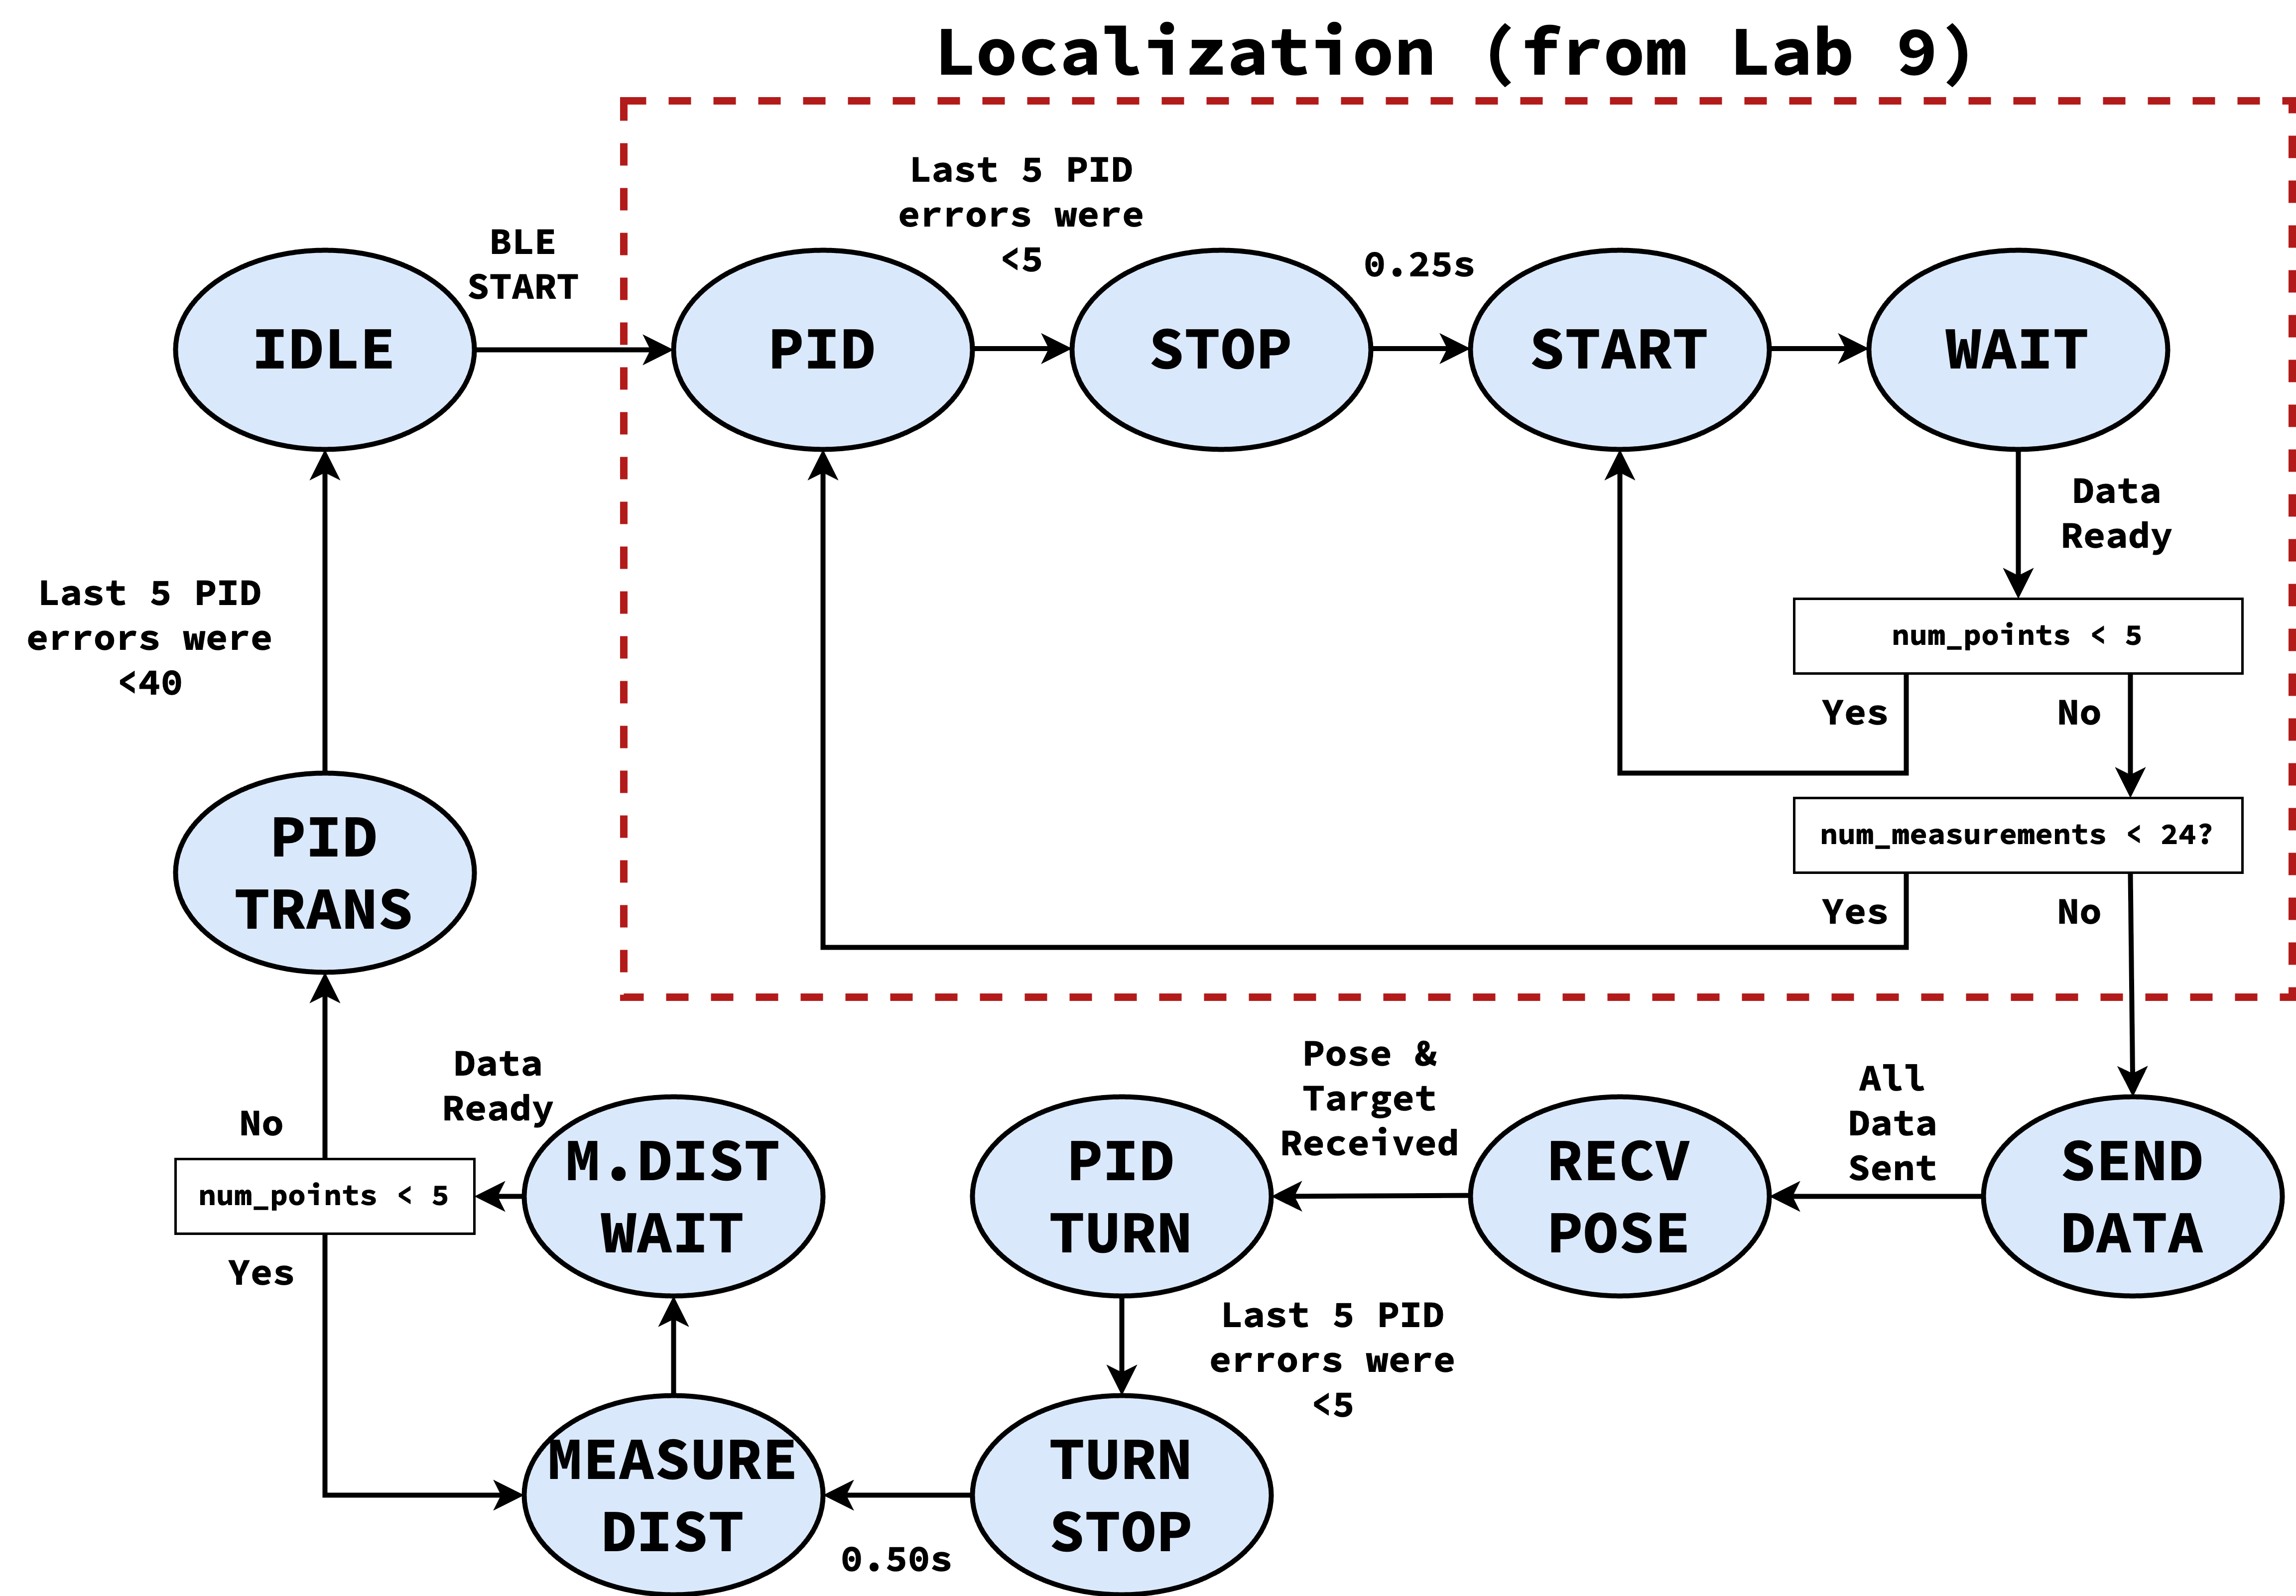 Localization (from Lab 9)
Last 5 PID
errors were
<5
BLE
START
0.25s
IDLE
PID
STOP
START
WAIT
Data
Ready
Last 5 PID
errors were
<40
num_points < 5
Yes
No
PID
TRANS
num_measurements < 24?
Yes
No
Data
Ready
Pose &
Target
Received
All
Data
Sent
No
num_points < 5
Yes
M.DIST
WAIT
PID
TURN
RECV
POSE
SEND
DATA
Last 5 PID
errors were
<5
MEASURE
DIST
0.50s
TURN
STOP